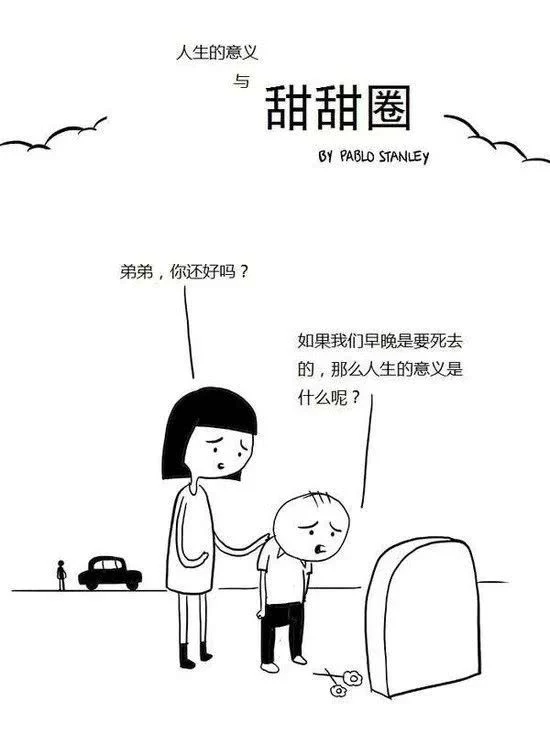 人生的意义
与
甜甜圈
BY PABLO STANLEY
弟弟，你还好吗？
如果我们早晚是要死去
的，那么人生的意义是
什么呢？